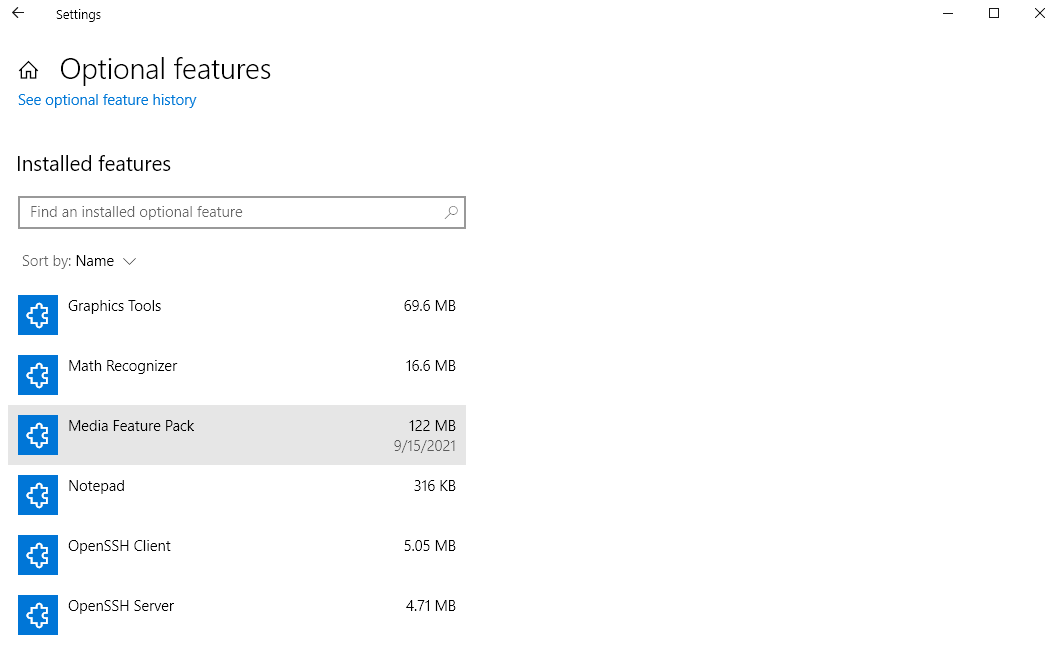 Settings
Optional features
See optional feature history
Installed features
Find an installed optional feature
Sort by: Name
Graphics Tools 69.6 MB
Math Recognizer 16.6 MB
Media Feature Pack 122 MB
9/15/2021
Notepad 316 KB
OpenSSH Client 5.05 MB
OpenSSH Server 4.71 MB